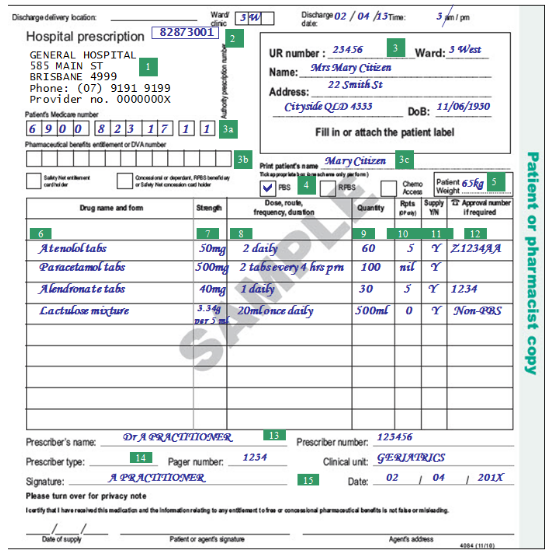 Discharge delivery location: Ward/ clinic 3 W Discharge date: 02 / 04 / 13 Time: 3 am / pm
Hospital prescription 82873001 2
Authority prescription number
GENERAL HOSPITAL
585 MAIN ST 1
BRISBANE 4999
Phone: (07) 9191 9199
Provider no. 0000000X
UR number : 23456 3 Ward: 3 West
Name: Mrs Mary Citizen
Address: 22 Smith St
Cityside QLD 4333 DoB: 11/06/1930
Fill in or attach the patient label
Patient's Medicare number
6 9 0 0 8 2 3 1 7 1 1 3a
Pharmaceutical benefits entitlement or DVA number
3b
Print patient's name Mary Citizen 3c
Safety Net entitlement card holder
Concessional or dependant, RPBS beneficiary or Safety Net concession card holder
Tick appropriate box (one scheme only per form)
✓ PBS 4 RPBS Chemo Access Patient Weight 65kg 5
Drug name and form Strength Dose, route, frequency, duration Quantity Rpts (Of only) Supply Y/N ☎ Approval number if required
6 7 8 9 10 11 12
Atenolol tabs 50mg 2 daily 60 5 Y Z1234AA
Paracetamol tabs 500mg 2 tabs every 4 hrs prn 100 nil Y
Alendronate tabs 40mg 1 daily 30 5 Y 1234
Lactulose mixture 3.34g per 5 ml 20ml once daily 500ml 0 Y Non-PBS
SAMPLE
Patient or pharmacist copy
Prescriber's name: Dr A PRACTITIONER 13 Prescriber number: 123456
Prescriber type: 14 Pager number: 1234 Clinical unit: GERIATRICS
Signature: A PRACTITIONER 15 Date: 02 / 04 / 201X
Please turn over for privacy note
I certify that I have received this medication and the information relating to any entitlement to free or concessional pharmaceutical benefits is not false or misleading.
/ /
Date of supply Patient or agent's signature Agent's address
4084 (11/10)